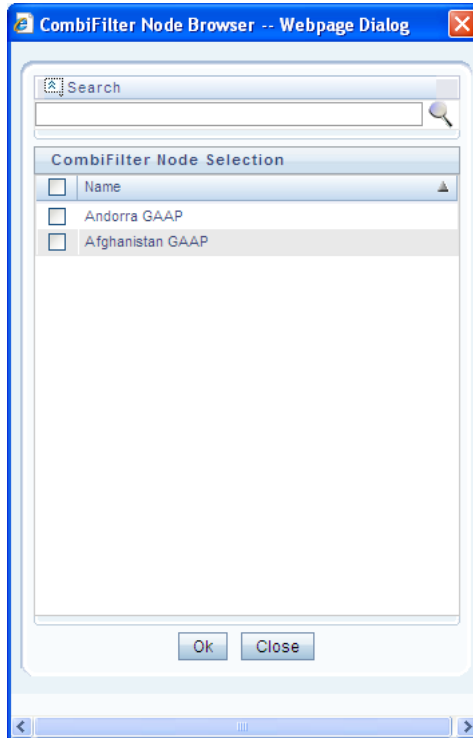 CombiFilter Node Browser -- Webpage Dialog
Search
CombiFilter Node Selection
Name
Andorra GAAP
Afghanistan GAAP
Ok Close